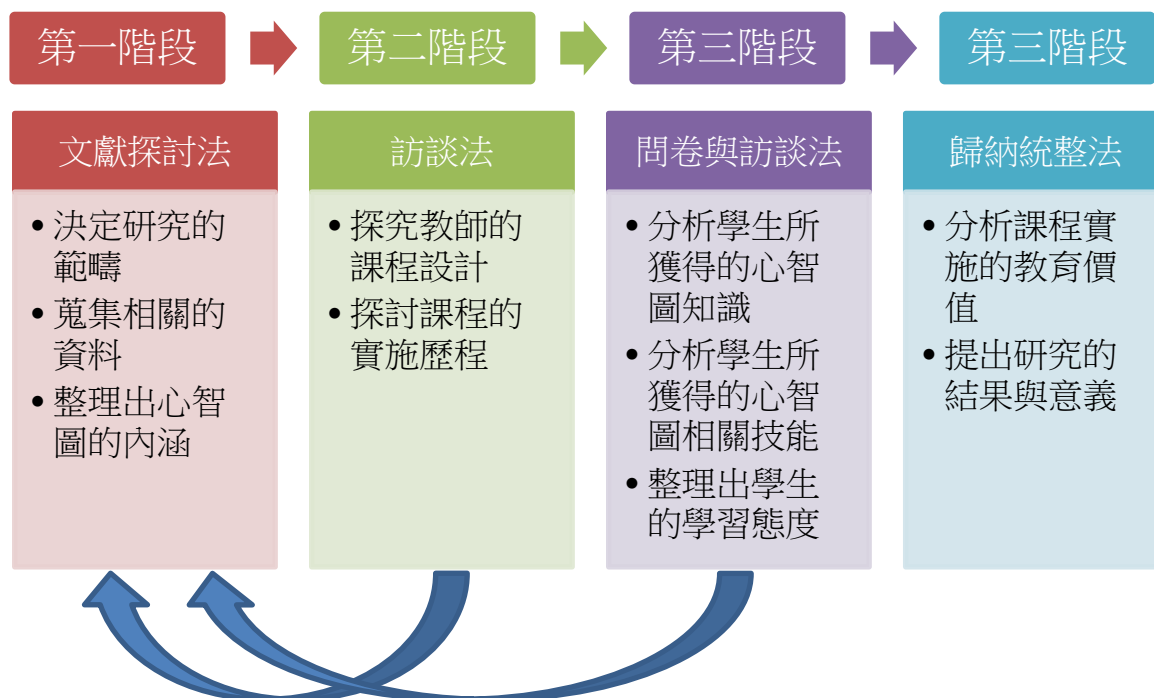 第一階段
第二階段
第三階段
第三階段
文獻探討法
• 決定研究的
範疇
• 蒐集相關的
資料
• 整理出心智
圖的內涵
訪談法
• 探究教師的
課程設計
• 探討課程的
實施歷程
問卷與訪談法
• 分析學生所
獲得的心智
圖知識
• 分析學生所
獲得的心智
圖相關技能
• 整理出學生
的學習態度
歸納統整法
• 分析課程實
施的教育價
值
• 提出研究的
結果與意義